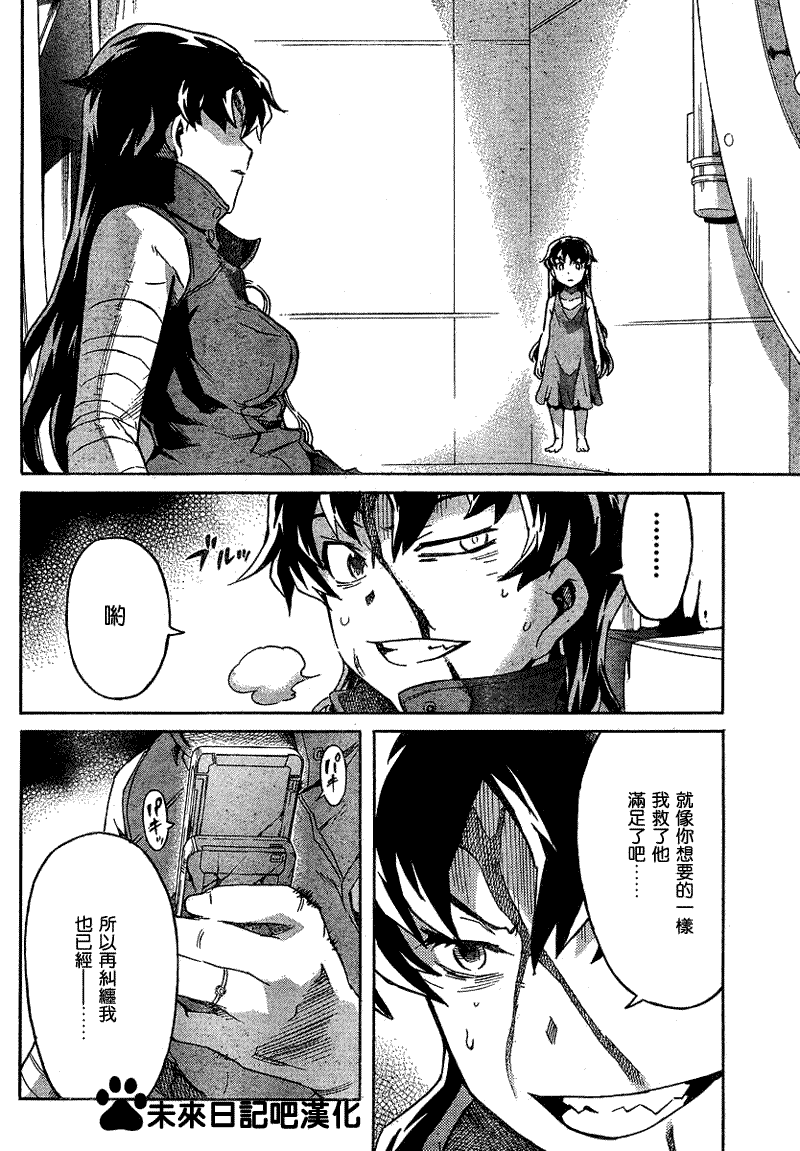 ………
ブルッ
喲
就像你想要的一樣
我救了他
滿足了吧……
パキ
パキッ
所以再糾纏我
也已經——……
未來日記吧漢化